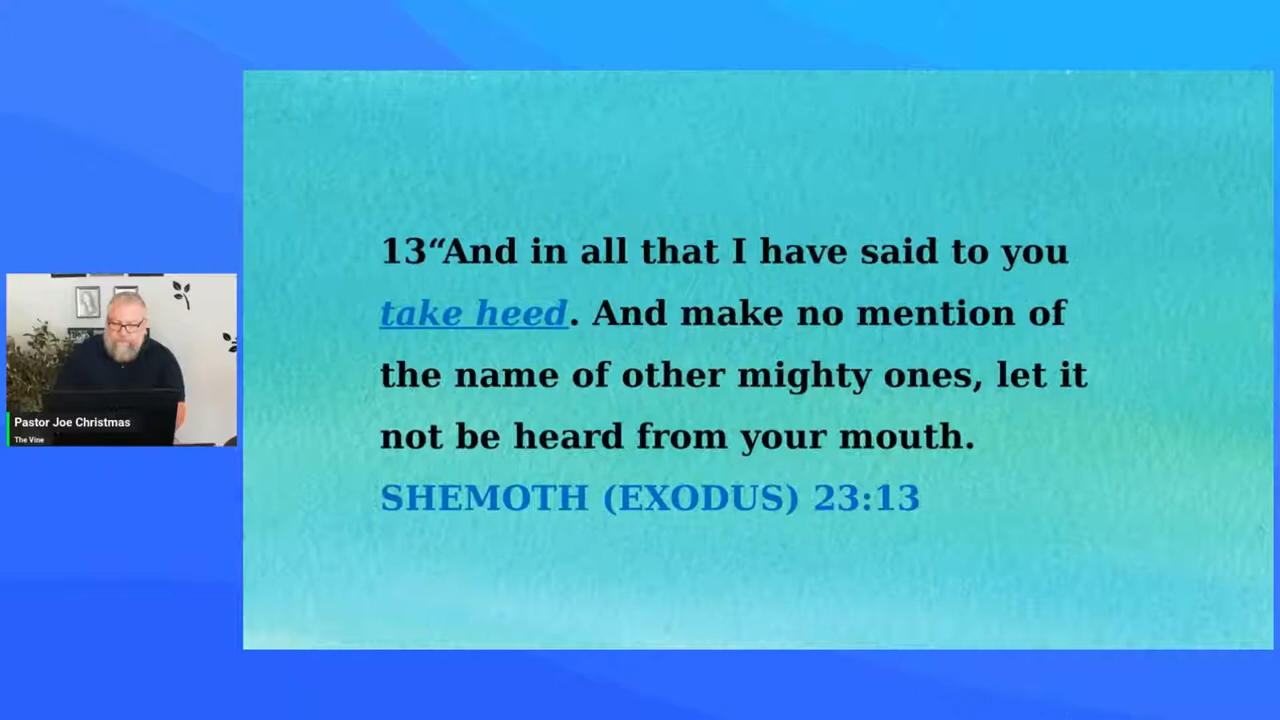 13“And in all that I have said to you
take heed. And make no mention of
the name of other mighty ones, let it
not be heard from your mouth.
SHEMOTH (EXODUS) 23:13
Pastor Joe Christmas
The Vine